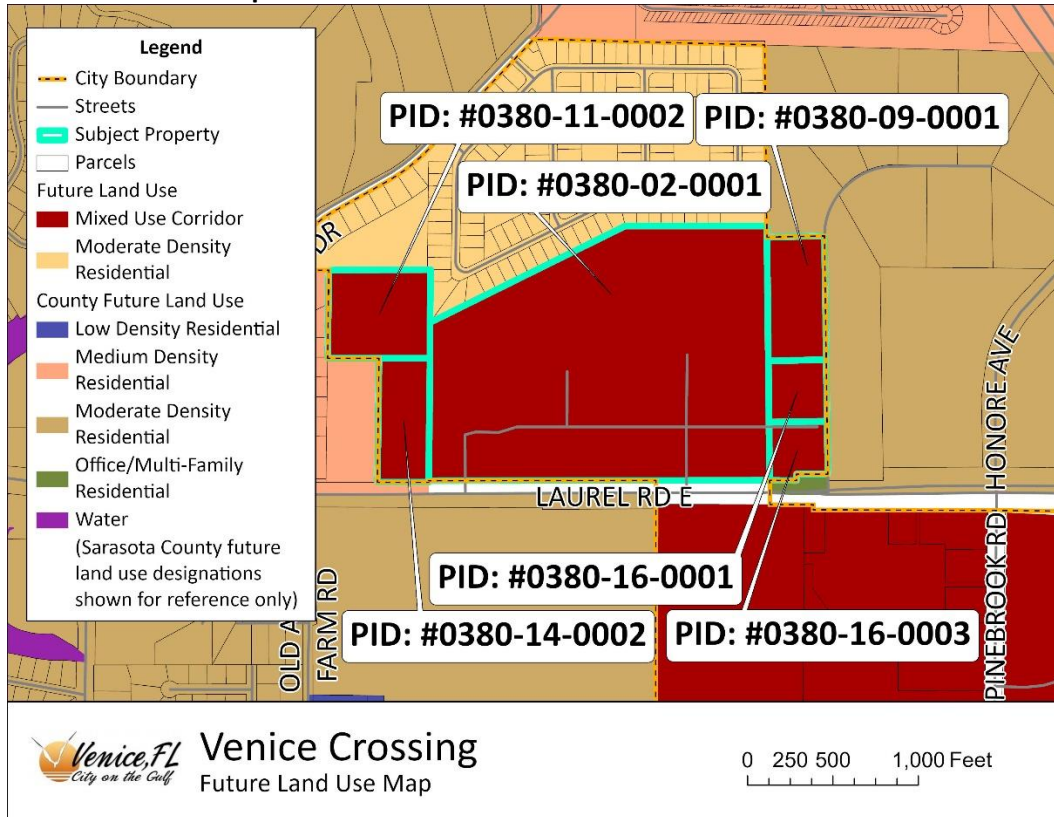 Legend
City Boundary
Streets
Subject Property
Parcels
Future Land Use
Mixed Use Corridor
Moderate Density
Residential
County Future Land Use
Low Density Residential
Medium Density
Residential
Moderate Density
Residential
Office/Multi-Family
Residential
Water
(Sarasota County future
land use designations
shown for reference only)
PID: #0380-11-0002
PID: #0380-09-0001
PID: #0380-02-0001
DR
HONORE AVE
LAUREL RD E
PID: #0380-16-0001
PID: #0380-14-0002
PID: #0380-16-0003
OLD
FARM RD
PINEBROOK RD
Venice, FL
City on the Gulf
Venice Crossing
Future Land Use Map
0 250 500 1,000 Feet